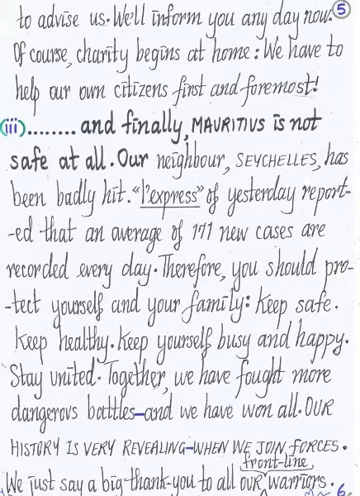 to advise us. We'll inform you any day now. 5
Of course, charity begins at home: We have to
help our own citizens first and foremost!
(iii)........ and finally, MAURITIUS is not
safe at all. Our neighbour, SEYCHELLES, has
been badly hit. "l'express" of yesterday report-
-ed that an average of 171 new cases are
recorded every day. Therefore, you should pro-
-tect yourself and your family: Keep safe.
Keep healthy. Keep yourself busy and happy.
Stay united. Together, we have fought more
dangerous battles–and we have won all. OUR
HISTORY IS VERY REVEALING–WHEN WE JOIN FORCES.
We just say a big thank-you to all our front-line warriors.
6